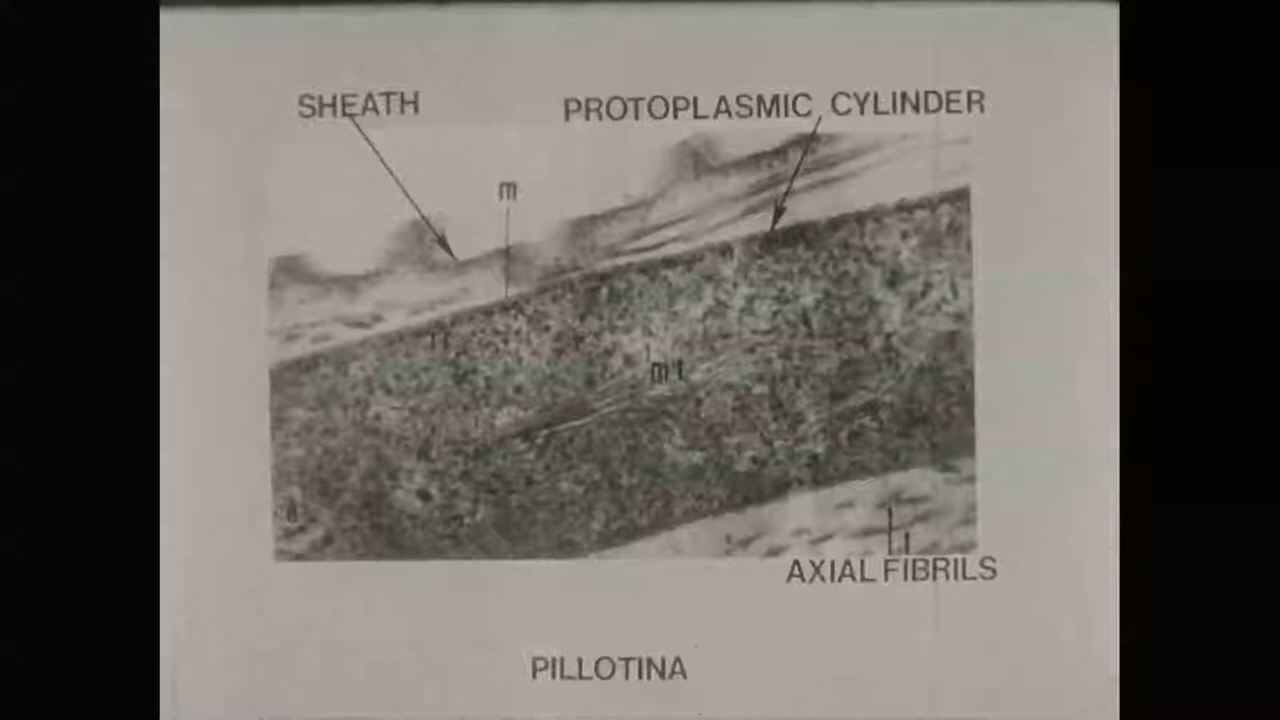 SHEATH
PROTOPLASMIC CYLINDER
m
mt
AXIAL FIBRILS
PILLOTINA